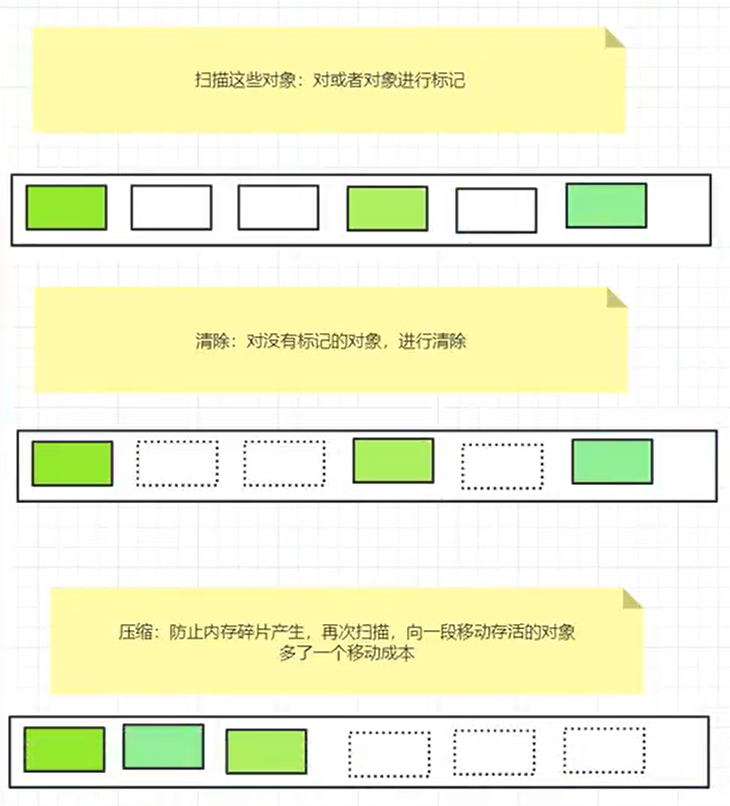 扫描这些对象：对或者对象进行标记
清除：对没有标记的对象，进行清除
压缩：防止内存碎片产生，再次扫描，向一段移动存活的对象
多了一个移动成本